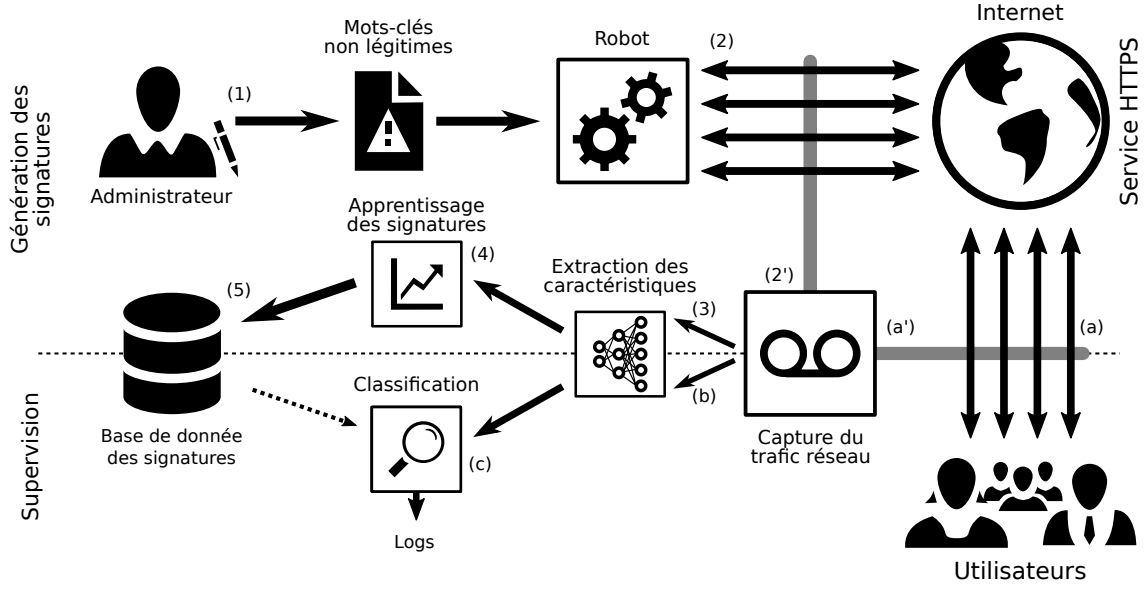 Internet
Mots-clés
non légitimes
Robot
(2)
Service HTTPS
(1)
Génération des
signatures
Administrateur
Apprentissage
des signatures
(4)
Extraction des
caractéristiques
(2')
(5)
(3)
(a')
(a)
Classification
(b)
Supervision
Base de donnée
des signatures
(c)
Capture du
trafic réseau
Logs
Utilisateurs